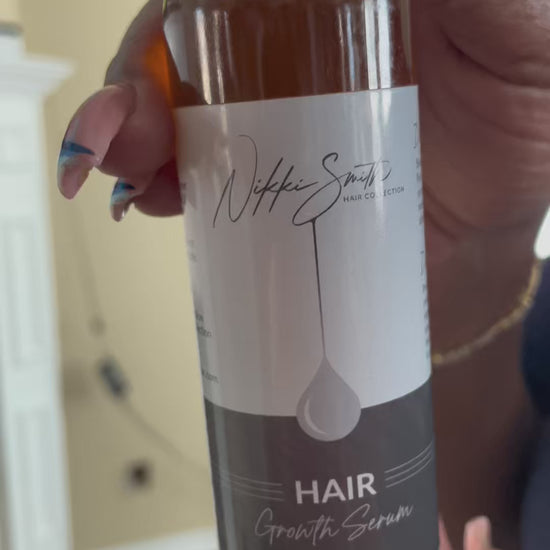 Nikki Smith
HAIR COLLECTION
HAIR
Growth Serum